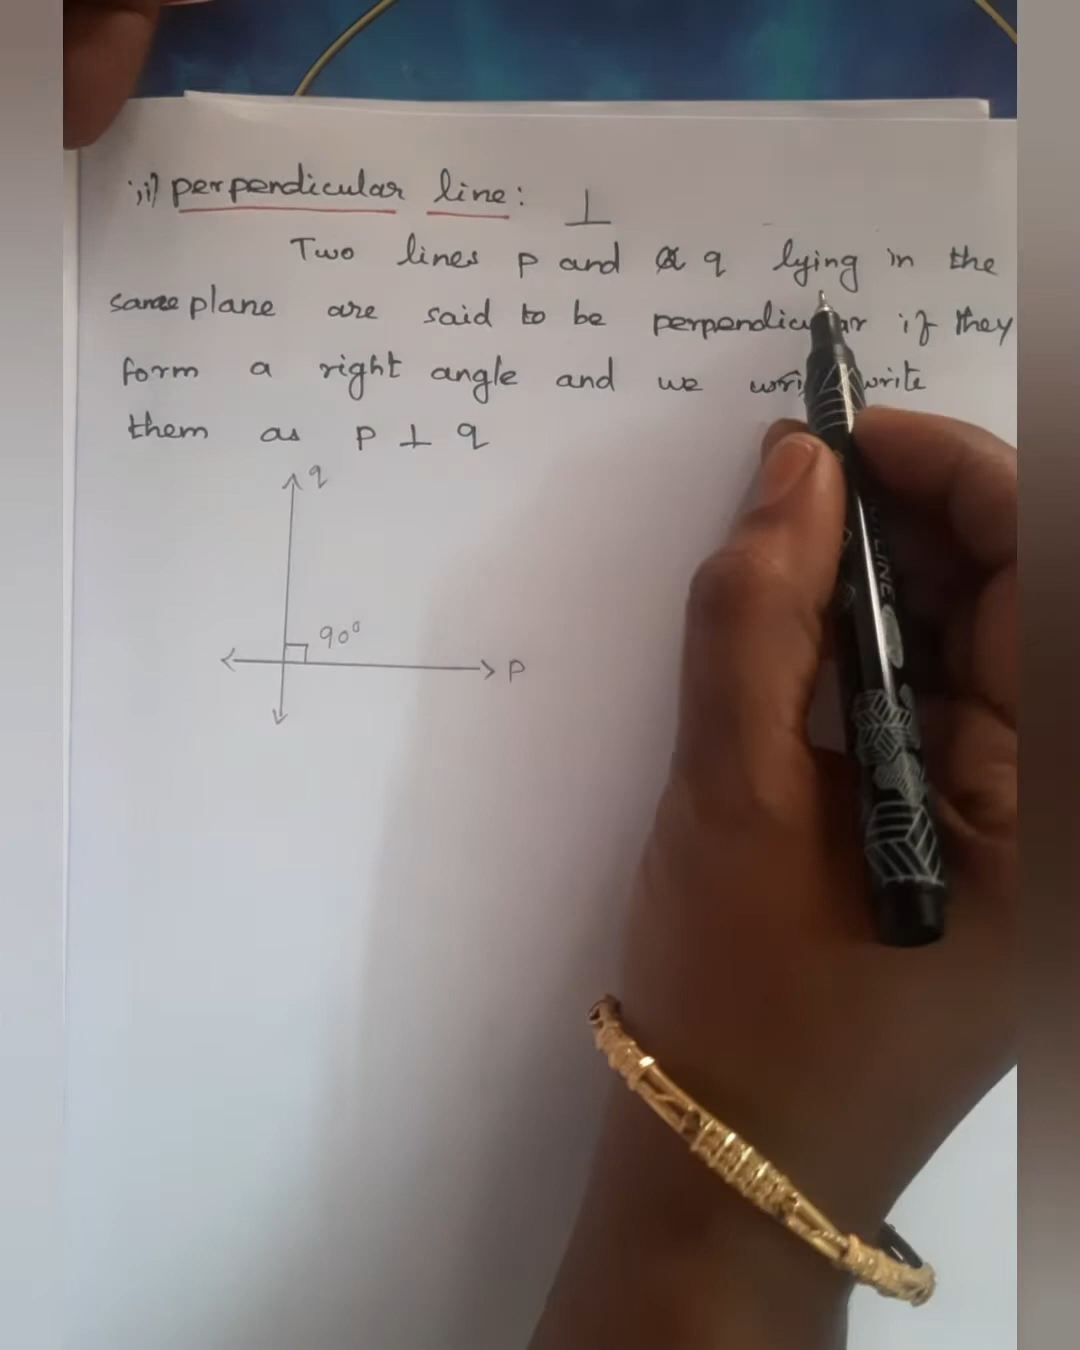 iii) perpendicular line: ⊥
Two lines p and q lying in the
same plane are said to be perpendicular if they
form a right angle and we write
them as p ⊥ q
q
90°
p